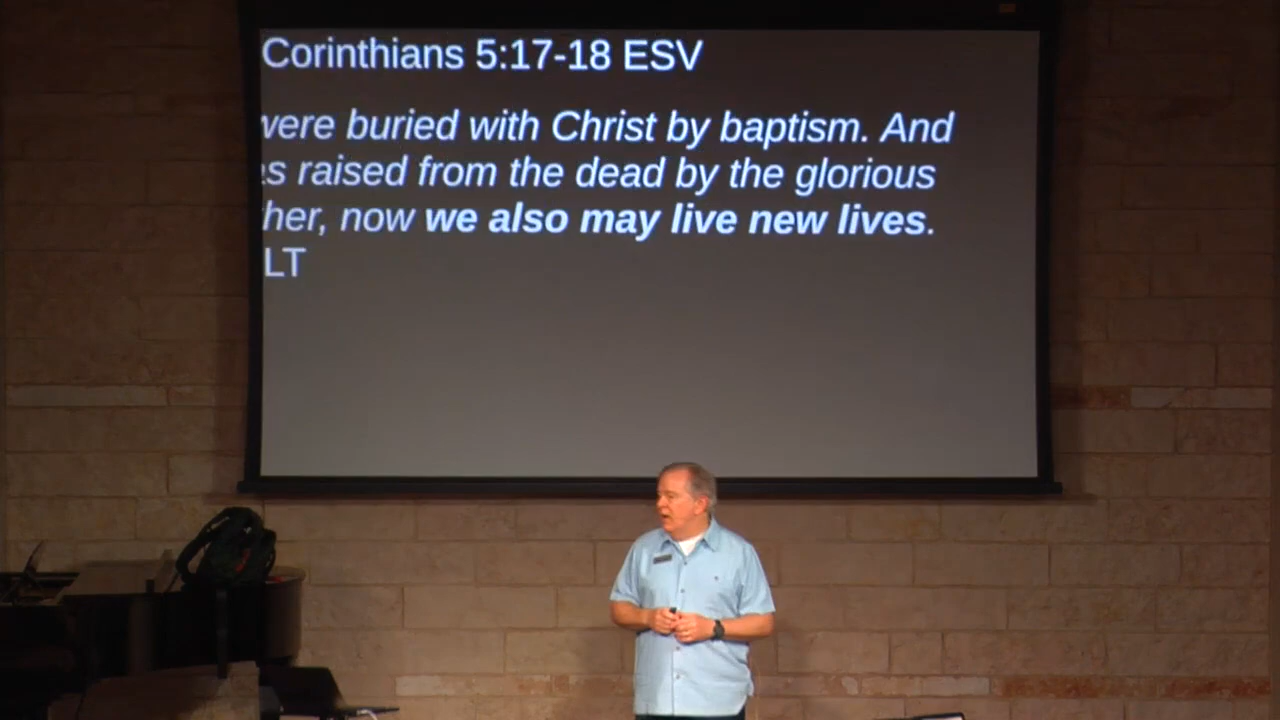 Corinthians 5:17-18 ESV
were buried with Christ by baptism. And
s raised from the dead by the glorious
her, now we also may live new lives.
LT